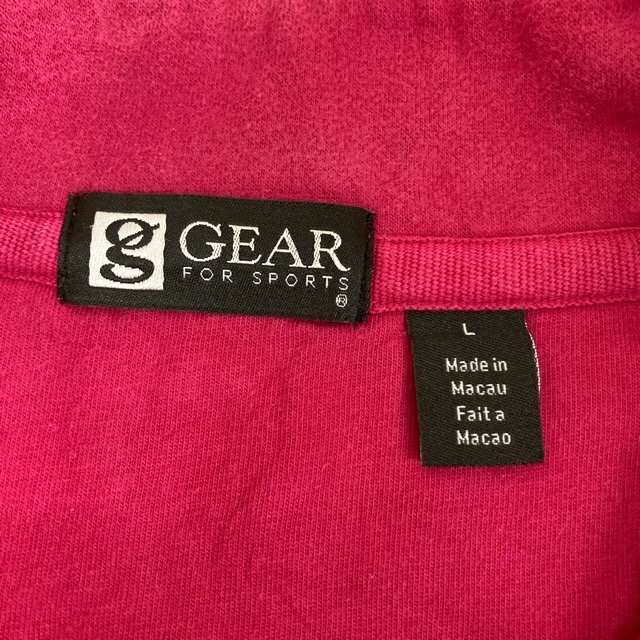 g GEAR
FOR SPORTS
®
L
Made in
Macau
Fait a
Macao